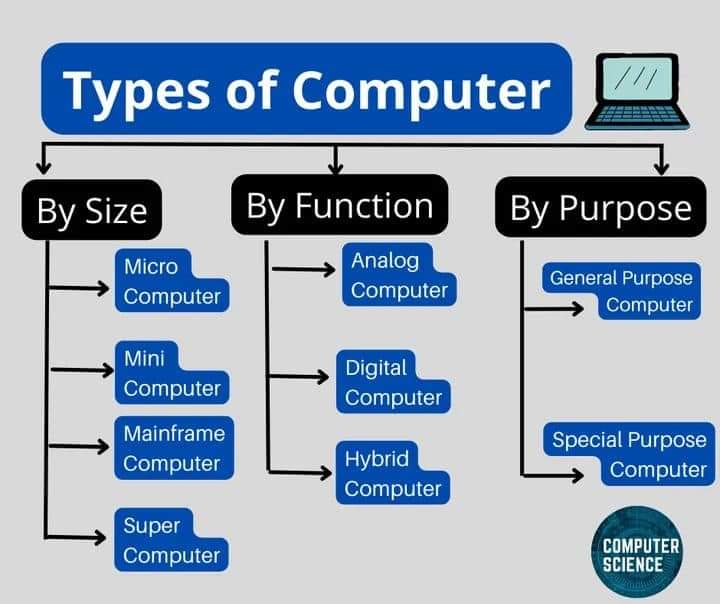 Types of Computer
By Size
Micro
Computer
Mini
Computer
Mainframe
Computer
Super
Computer
By Function
Analog
Computer
Digital
Computer
Hybrid
Computer
By Purpose
General Purpose
Computer
Special Purpose
Computer
COMPUTER
SCIENCE